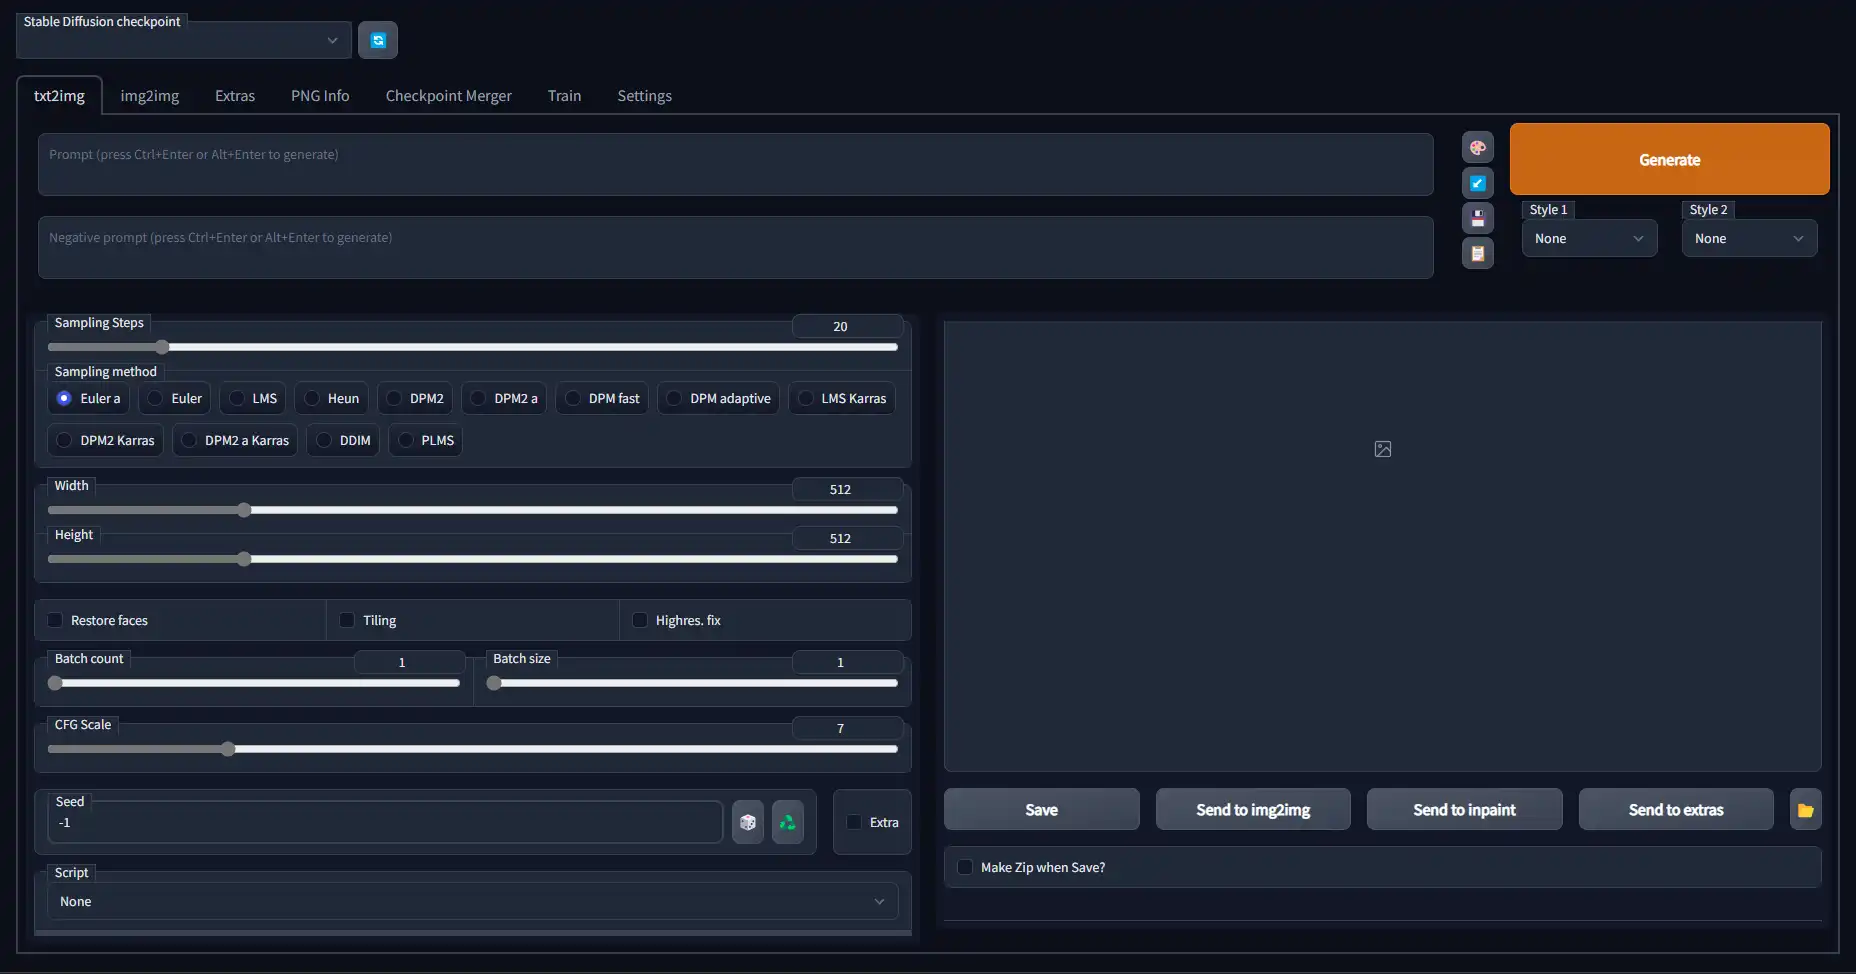 Stable Diffusion checkpoint
txt2img img2img Extras PNG Info Checkpoint Merger Train Settings
Prompt (press Ctrl+Enter or Alt+Enter to generate)
Generate
Negative prompt (press Ctrl+Enter or Alt+Enter to generate)
Style 1 Style 2
None None
Sampling Steps 20
Sampling method
Euler a Euler LMS Heun DPM2 DPM2 a DPM fast DPM adaptive LMS Karras
DPM2 Karras DPM2 a Karras DDIM PLMS
Width 512
Height 512
Restore faces Tiling Highres. fix
Batch count 1 Batch size 1
CFG Scale 7
Seed
-1
Extra
Script
None
Save Send to img2img Send to inpaint Send to extras
Make Zip when Save?